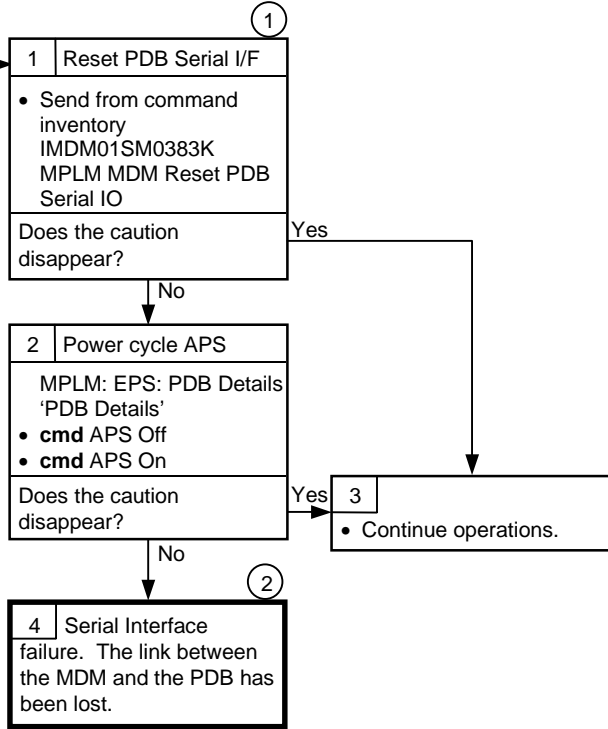 1
1 Reset PDB Serial I/F
• Send from command
inventory
IMDM01SM0383K
MPLM MDM Reset PDB
Serial IO
Does the caution
disappear?
Yes
No
2 Power cycle APS
MPLM: EPS: PDB Details
‘PDB Details’
• cmd APS Off
• cmd APS On
Does the caution
disappear?
Yes
3
• Continue operations.
No
2
4 Serial Interface
failure. The link between
the MDM and the PDB has
been lost.